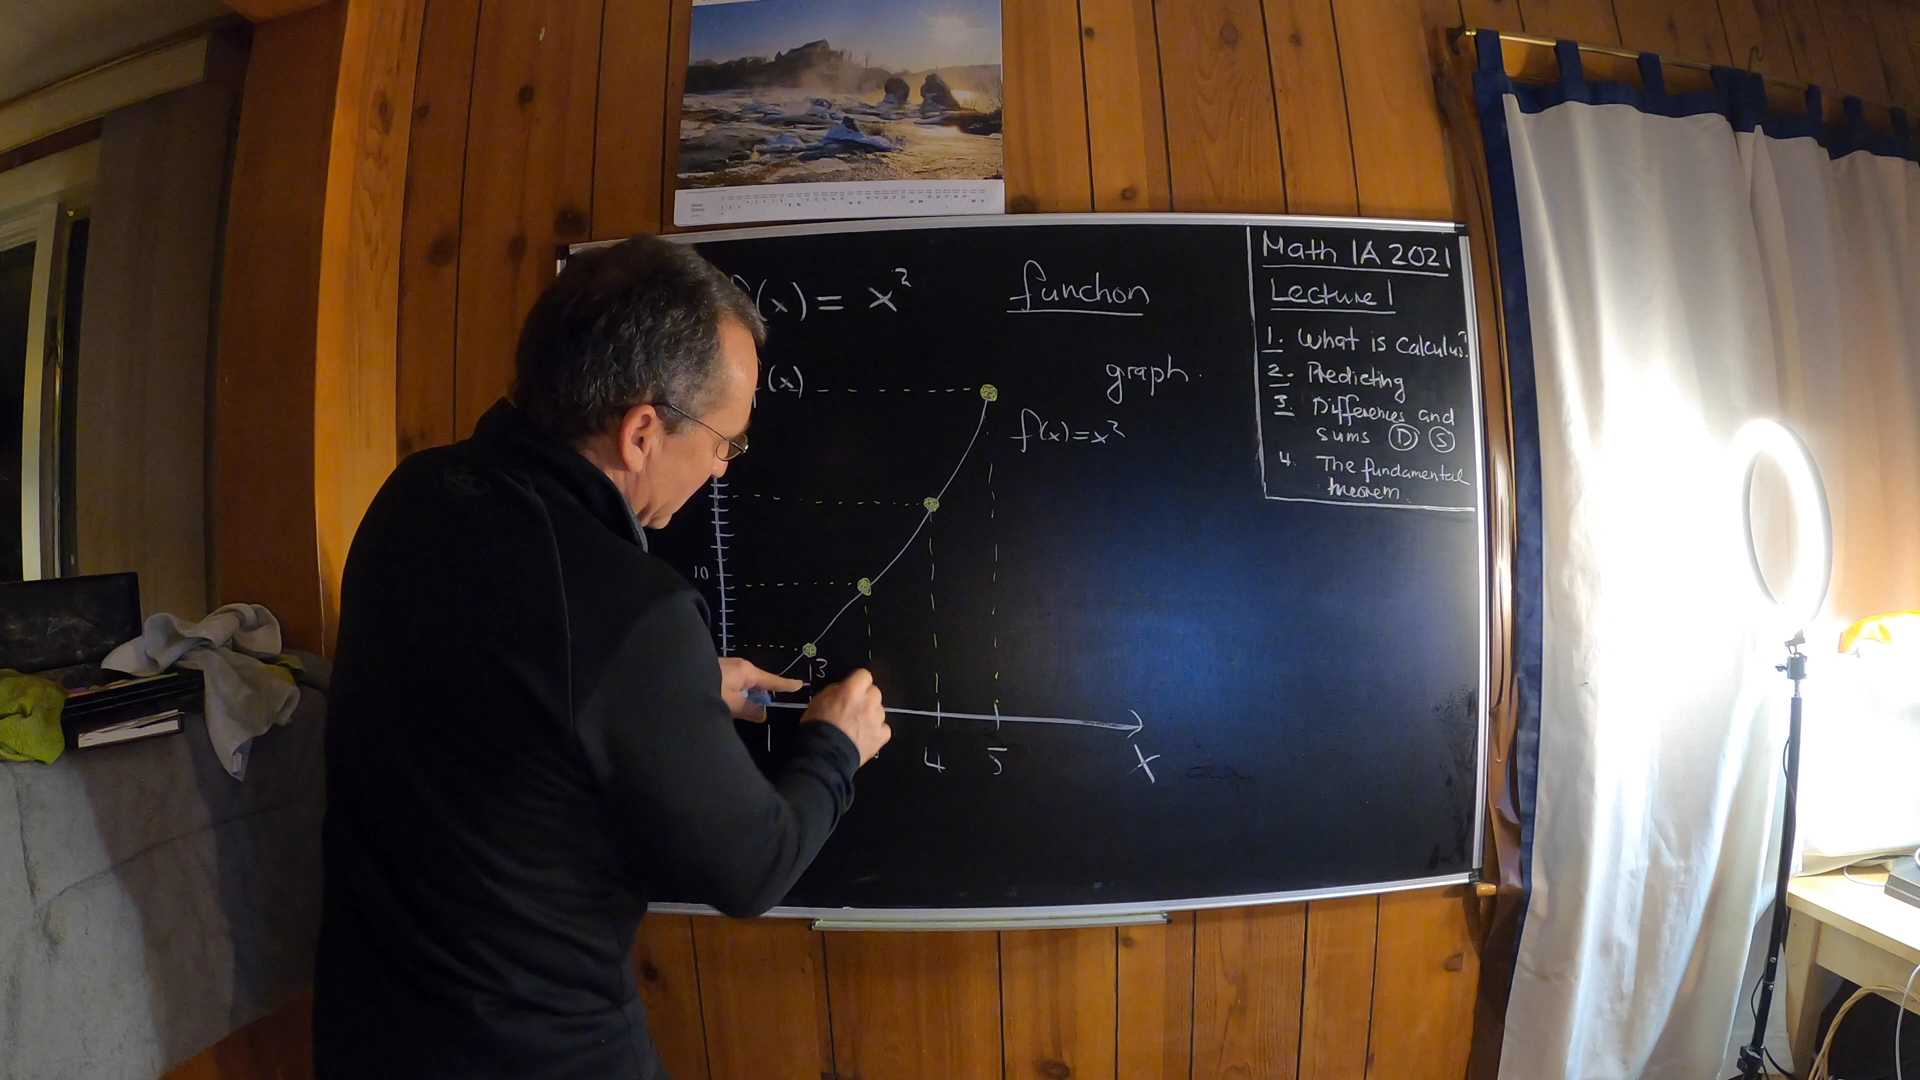 (x) = x²
function
(x)
graph.
f(x)=x²
10
3
1
4
5
x
Math 1A 2021
Lecture 1
1. What is Calculus?
2. Predicting
3. Differences and
sums D S
4. The fundamental
theorem.